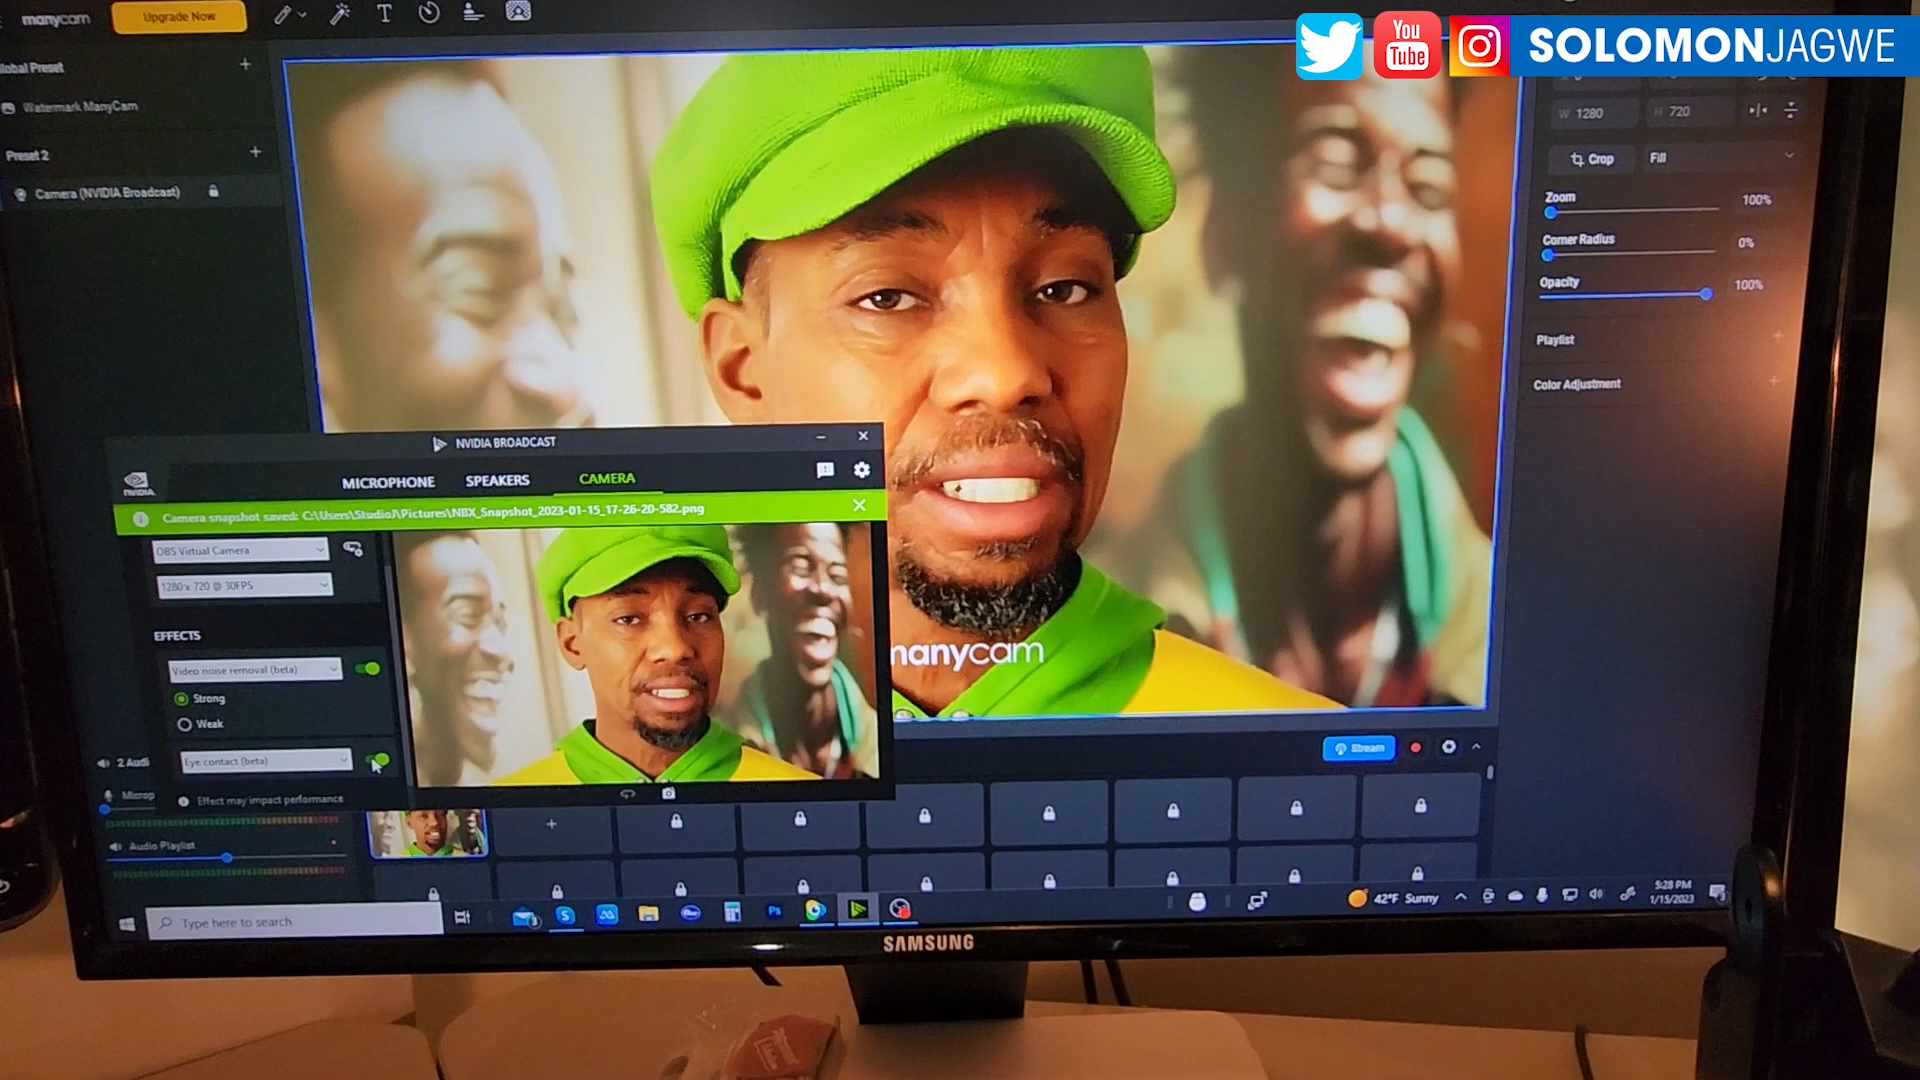 manycam
Upgrade Now
T
SOLOMONJAGWE
You
Tube
lobal Preset
Watermark ManyCam
Preset 2
Camera (NVIDIA Broadcast)
W 1280
H 720
Crop
Fill
Zoom
100%
Corner Radius
0%
Opacity
100%
Playlist
Color Adjustment
NVIDIA BROADCAST
NVIDIA
MICROPHONE
SPEAKERS
CAMERA
Camera snapshot saved: C:\Users\StudioJ\Pictures\NBX_Snapshot_2023-01-15_17-26-20-582.png
OBS Virtual Camera
1280 x 720 @ 30FPS
EFFECTS
Video noise removal (beta)
Strong
Weak
Eye contact (beta)
Effect may impact performance
manycam
Stream
2 Audi
Microp
Audio Playlist
Type here to search
Ps
42°F Sunny
5:28 PM
1/15/2023
SAMSUNG